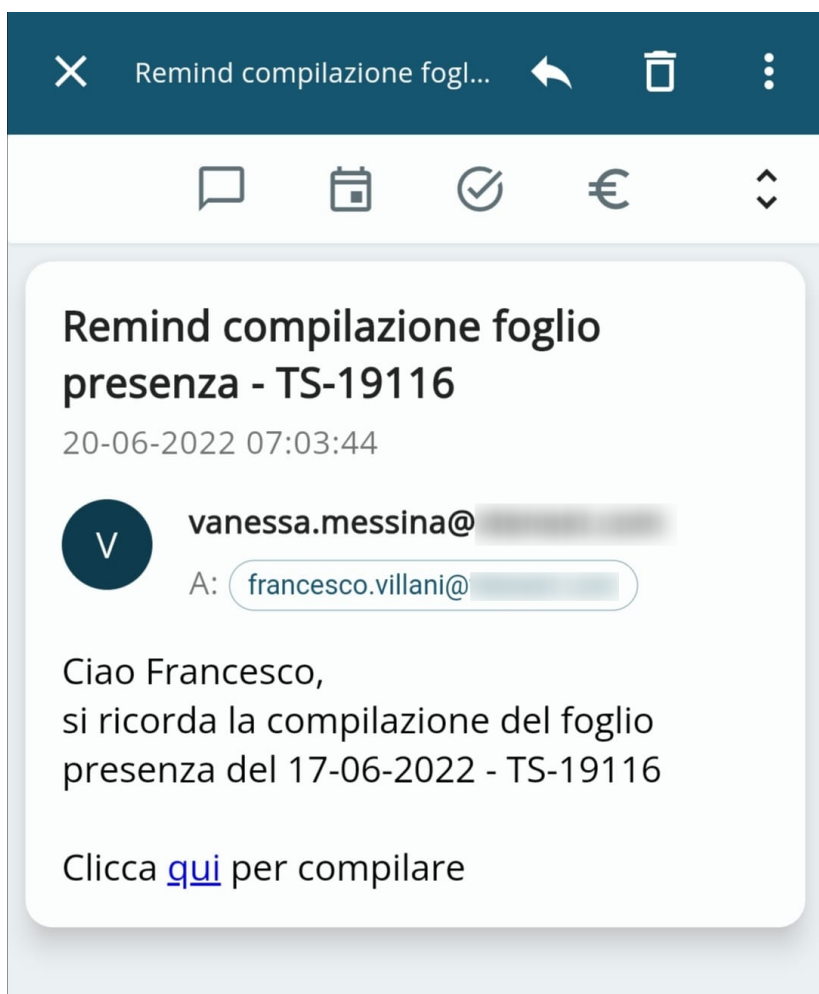 Remind compilazione fogl...
Remind compilazione foglio
presenza - TS-19116
20-06-2022 07:03:44
V
vanessa.messina@
A: francesco.villani@
Ciao Francesco,
si ricorda la compilazione del foglio
presenza del 17-06-2022 - TS-19116
Clicca qui per compilare